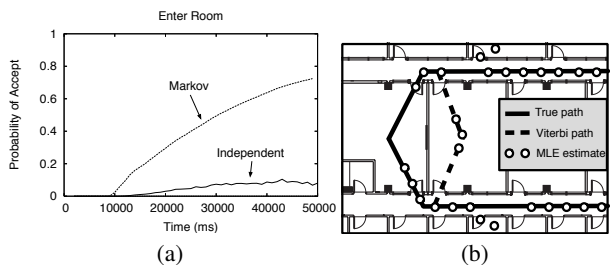 Enter Room
Probability of Accept
1
0.8
0.6
0.4
0.2
0
Markov
Independent
0 10000 20000 30000 40000 50000
Time (ms)
(a)
True path
Viterbi path
MLE estimate
(b)